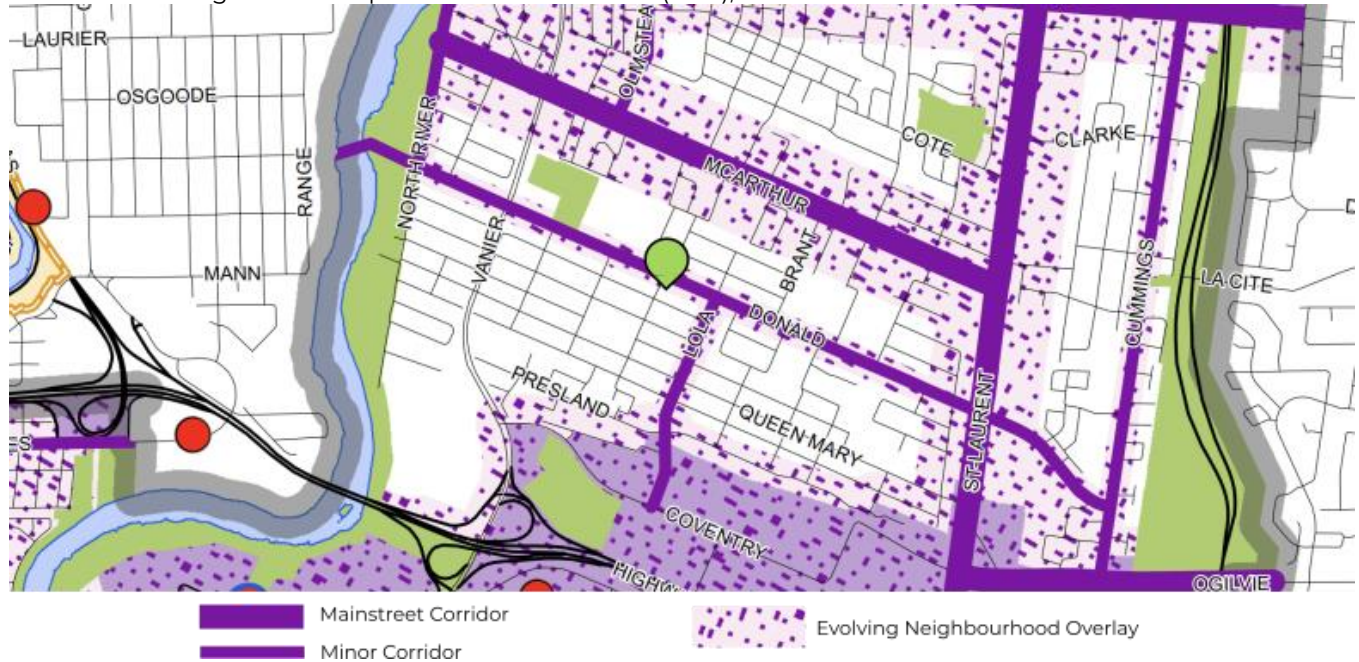 LAURIER
OSGOODE
RANGE
MANN
NORTH RIVER
VANIER
MCARTHUR
COTE
CLARKE
BRANT
LA CITE
CUMMINGS
DONALD
LOLA
PRESLAND
QUEEN MARY
ST-LAURENT
COVENTRY
OGILVIE
Mainstreet Corridor
Evolving Neighbourhood Overlay
Minor Corridor